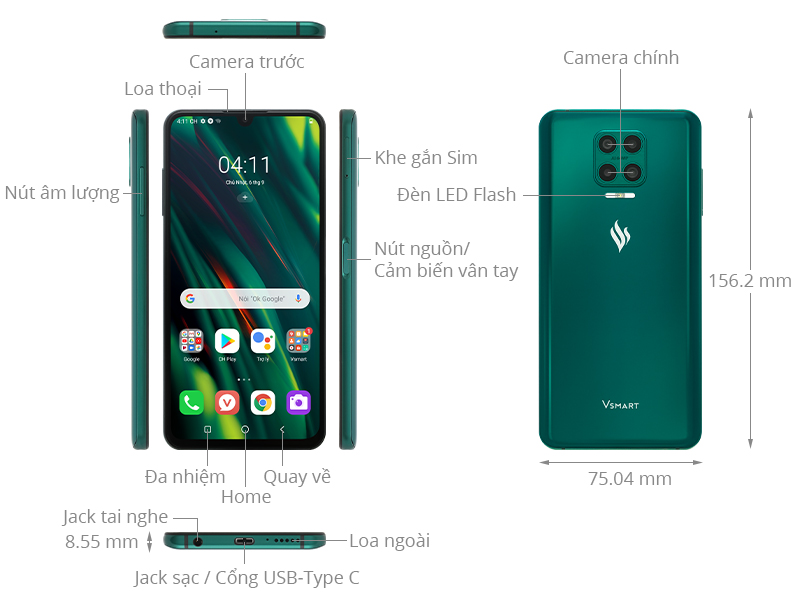 Camera trước
Loa thoại
Camera chính
4:11 CH
04:11
Chủ Nhật, 6 thg 9
Khe gắn Sim
Nút âm lượng
Đèn LED Flash
Nút nguồn/
Cảm biến vân tay
156.2 mm
Nói "Ok Google"
Google
CH Play
Trợ lý
Vsmart
VSMART
Đa nhiệm
Quay về
Home
75.04 mm
Jack tai nghe
8.55 mm
Loa ngoài
Jack sạc / Cổng USB-Type C